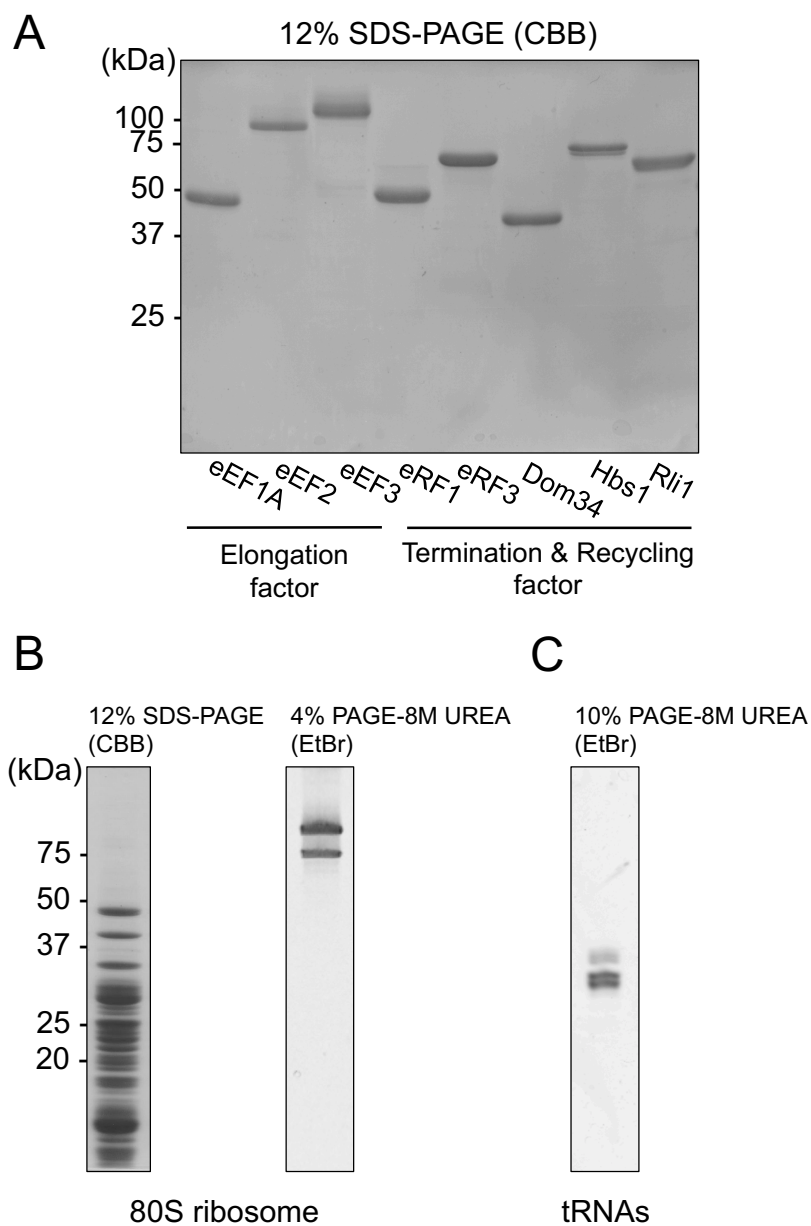 A
12% SDS-PAGE (CBB)
(kDa)
100
75
50
37
25
eEF1A eEF2 eEF3 eRF1 eRF3 Dom34 Hbs1 Rli1
Elongation
factor
Termination & Recycling
factor
B
12% SDS-PAGE
(CBB)
4% PAGE-8M UREA
(EtBr)
(kDa)
75
50
37
25
20
80S ribosome
C
10% PAGE-8M UREA
(EtBr)
tRNAs